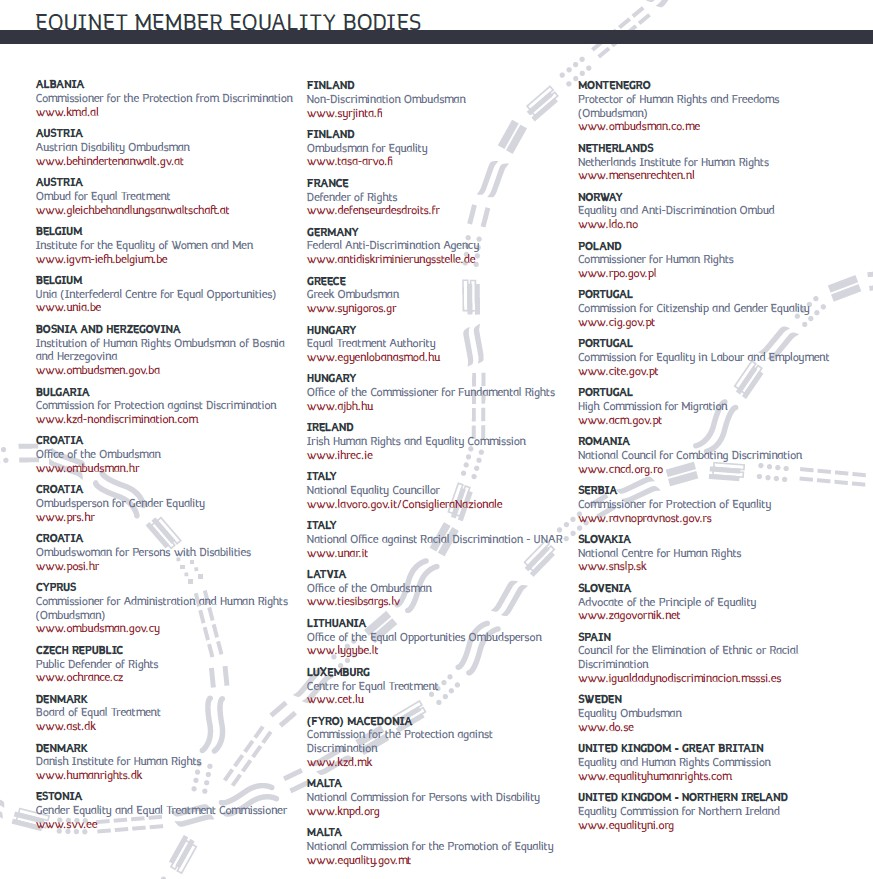 EQUINET MEMBER EQUALITY BODIES
ALBANIA
Commissioner for the Protection from Discrimination
www.kmd.al
AUSTRIA
Austrian Disability Ombudsman
www.behindertenanwalt.gv.at
AUSTRIA
Ombud for Equal Treatment
www.gleichbehandlungsanwaltschaft.at
BELGIUM
Institute for the Equality of Women and Men
www.igvm-iefh.belgium.be
BELGIUM
Unia (Interfederal Centre for Equal Opportunities)
www.unia.be
BOSNIA AND HERZEGOVINA
Institution of Human Rights Ombudsman of Bosnia
and Herzegovina
www.ombudsmen.gov.ba
BULGARIA
Commission for Protection against Discrimination
www.kzd-nondiscrimination.com
CROATIA
Office of the Ombudsman
www.ombudsman.hr
CROATIA
Ombudsperson for Gender Equality
www.prs.hr
CROATIA
Ombudswoman for Persons with Disabilities
www.posi.hr
CYPRUS
Commissioner for Administration and Human Rights
(Ombudsman)
www.ombudsman.gov.cy
CZECH REPUBLIC
Public Defender of Rights
www.ochrance.cz
DENMARK
Board of Equal Treatment
www.ast.dk
DENMARK
Danish Institute for Human Rights
www.humanrights.dk
ESTONIA
Gender Equality and Equal Treatment Commissioner
www.svv.ee
FINLAND
Non-Discrimination Ombudsman
www.syrjinta.fi
FINLAND
Ombudsman for Equality
www.tasa-arvo.fi
FRANCE
Defender of Rights
www.defenseurdesdroits.fr
GERMANY
Federal Anti-Discrimination Agency
www.antidiskriminierungsstelle.de
GREECE
Greek Ombudsman
www.synigoros.gr
HUNGARY
Equal Treatment Authority
www.egyenlobanasmod.hu
HUNGARY
Office of the Commissioner for Fundamental Rights
www.ajbh.hu
IRELAND
Irish Human Rights and Equality Commission
www.ihrec.ie
ITALY
National Equality Councillor
www.lavoro.gov.it/ConsiglieraNazionale
ITALY
National Office against Racial Discrimination - UNAR
www.unar.it
LATVIA
Office of the Ombudsman
www.tiesibsargs.lv
LITHUANIA
Office of the Equal Opportunities Ombudsperson
www.lygybe.lt
LUXEMBURG
Centre for Equal Treatment
www.cet.lu
(FYRO) MACEDONIA
Commission for the Protection against
Discrimination
www.kzd.mk
MALTA
National Commission for Persons with Disability
www.knpd.org
MALTA
National Commission for the Promotion of Equality
www.equality.gov.mt
MONTENEGRO
Protector of Human Rights and Freedoms
(Ombudsman)
www.ombudsman.co.me
NETHERLANDS
Netherlands Institute for Human Rights
www.mensenrechten.nl
NORWAY
Equality and Anti-Discrimination Ombud
www.ldo.no
POLAND
Commissioner for Human Rights
www.rpo.gov.pl
PORTUGAL
Commission for Citizenship and Gender Equality
www.cig.gov.pt
PORTUGAL
Commission for Equality in Labour and Employment
www.cite.gov.pt
PORTUGAL
High Commission for Migration
www.acm.gov.pt
ROMANIA
National Council for Combating Discrimination
www.cncd.org.ro
SERBIA
Commissioner for Protection of Equality
www.ravnopravnost.gov.rs
SLOVAKIA
National Centre for Human Rights
www.snslp.sk
SLOVENIA
Advocate of the Principle of Equality
www.zagovornik.net
SPAIN
Council for the Elimination of Ethnic or Racial
Discrimination
www.igualdadynodiscriminacion.msssi.es
SWEDEN
Equality Ombudsman
www.do.se
UNITED KINGDOM - GREAT BRITAIN
Equality and Human Rights Commission
www.equalityhumanrights.com
UNITED KINGDOM - NORTHERN IRELAND
Equality Commission for Northern Ireland
www.equalityni.org